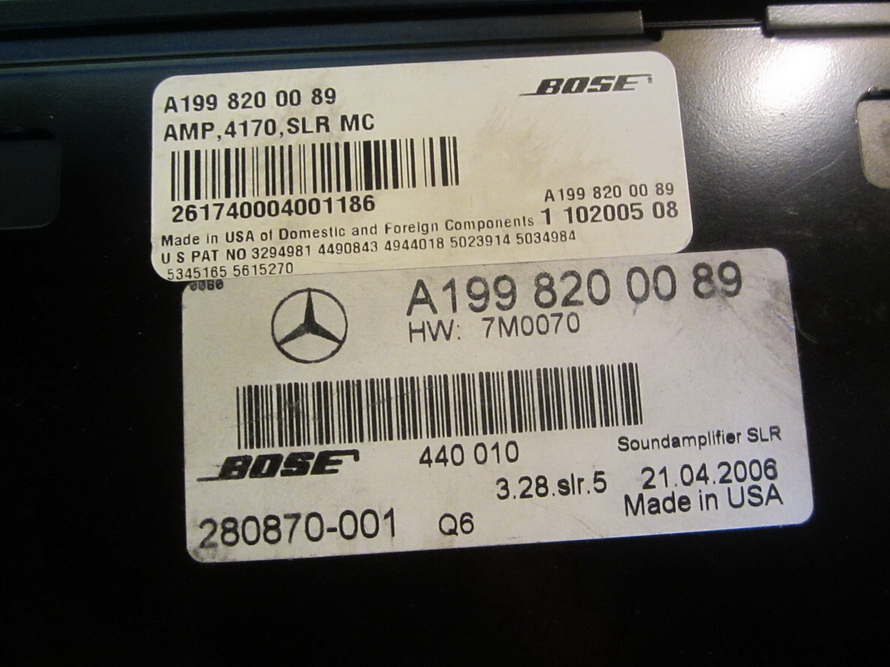 A199 820 00 89
BOSE
AMP,4170,SLR MC
261740004001186
A199 820 00 89
1 102005 08
Made in USA of Domestic and Foreign Components
U S PAT NO 3294981 4490843 4944018 5023914 5034984
5345165 5615270
A199 820 00 89
HW: 7M0070
BOSE
440 010
Soundamplifier SLR
3.28.slr.5
21.04.2006
280870-001
Q6
Made in USA